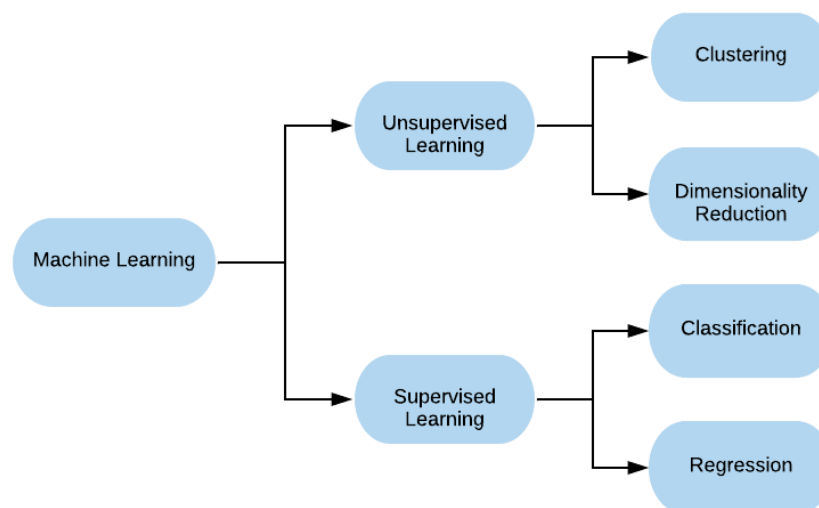 Clustering
Unsupervised
Learning
Dimensionality
Reduction
Machine Learning
Classification
Supervised
Learning
Regression